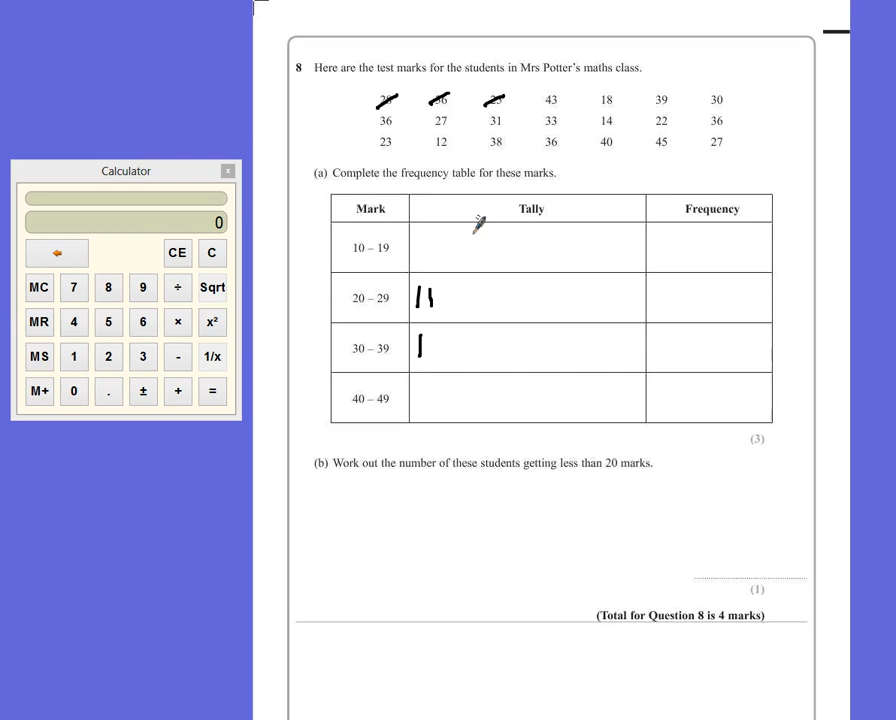 8 Here are the test marks for the students in Mrs Potter's maths class.
43 18 39 30
36 27 31 33 14 22 36
23 12 38 36 40 45 27
(a) Complete the frequency table for these marks.
Mark Tally Frequency
10 – 19
20 – 29 II
30 – 39 I
40 – 49
(3)
(b) Work out the number of these students getting less than 20 marks.
(1)
(Total for Question 8 is 4 marks)
Calculator x
0
CE C
MC 7 8 9 ÷ Sqrt
MR 4 5 6 × x²
MS 1 2 3 - 1/x
M+ 0 . ± + =